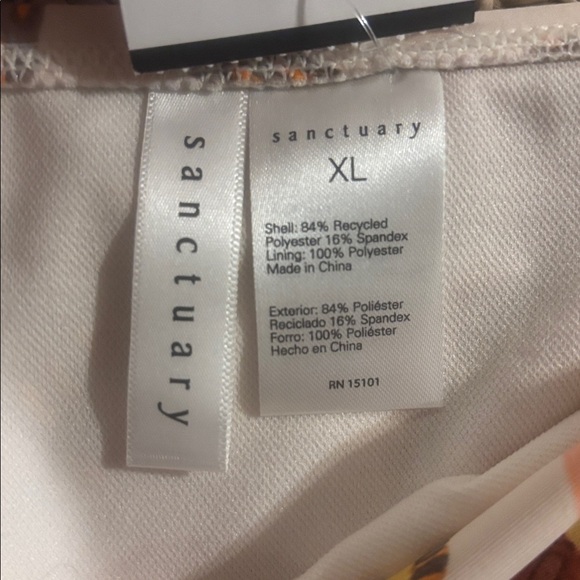 sanctuary
sanctuary
XL
Shell: 84% Recycled
Polyester 16% Spandex
Lining: 100% Polyester
Made in China
Exterior: 84% Poliéster
Reciclado 16% Spandex
Forro: 100% Poliéster
Hecho en China
RN 15101